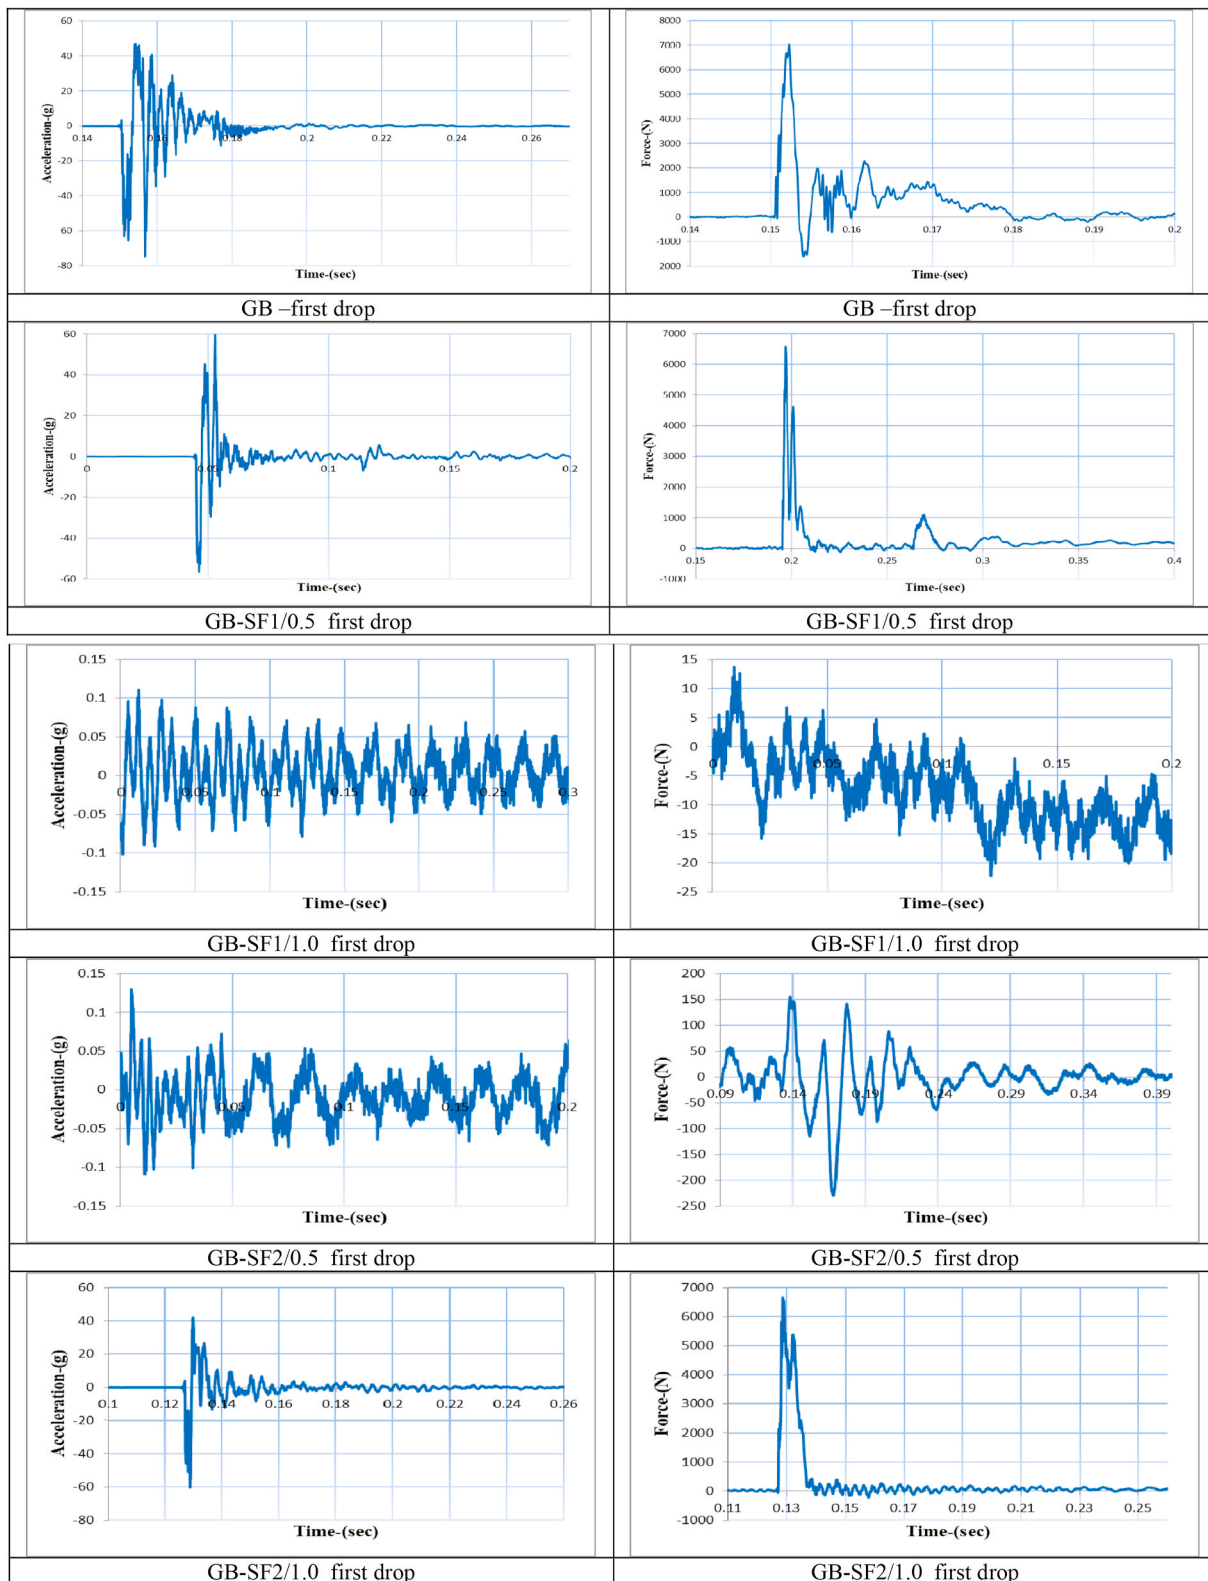 60
40
20
0
-20
-40
-60
-80
0.14 0.16 0.18 0.2 0.22 0.24 0.26
Acceleration-(g)
Time-(sec)
8000
7000
6000
5000
4000
3000
2000
1000
0
-1000
2000
0.14 0.15 0.16 0.17 0.18 0.19 0.2
Force-(N)
Time-(sec)
GB –first drop
GB –first drop
60
40
20
0
-20
-40
-60
0 0.05 0.1 0.15 0.2
Acceleration-(g)
Time-(sec)
7000
6000
5000
4000
3000
2000
1000
0
-1000
0.15 0.2 0.25 0.3 0.35 0.4
Force-(N)
Time-(sec)
GB-SF1/0.5 first drop
GB-SF1/0.5 first drop
0.15
0.1
0.05
0
-0.05
-0.1
-0.15
0 0.05 0.1 0.15 0.2 0.25 0.3
Acceleration-(g)
Time-(sec)
15
10
5
0
-5
-10
-15
-20
-25
0 0.05 0.1 0.15 0.2
Force-(N)
Time-(sec)
GB-SF1/1.0 first drop
GB-SF1/1.0 first drop
0.15
0.1
0.05
0
-0.05
-0.1
-0.15
0 0.05 0.1 0.15 0.2
Acceleration-(g)
Time-(sec)
200
150
100
50
0
-50
-100
-150
-200
-250
0.09 0.14 0.19 0.24 0.29 0.34 0.39
Force-(N)
Time-(sec)
GB-SF2/0.5 first drop
GB-SF2/0.5 first drop
60
40
20
0
-20
-40
-60
-80
0.1 0.12 0.14 0.16 0.18 0.2 0.22 0.24 0.26
Acceleration-(g)
Time-(sec)
7000
6000
5000
4000
3000
2000
1000
0
-1000
0.11 0.13 0.15 0.17 0.19 0.21 0.23 0.25
Force-(N)
Time-(sec)
GB-SF2/1.0 first drop
GB-SF2/1.0 first drop